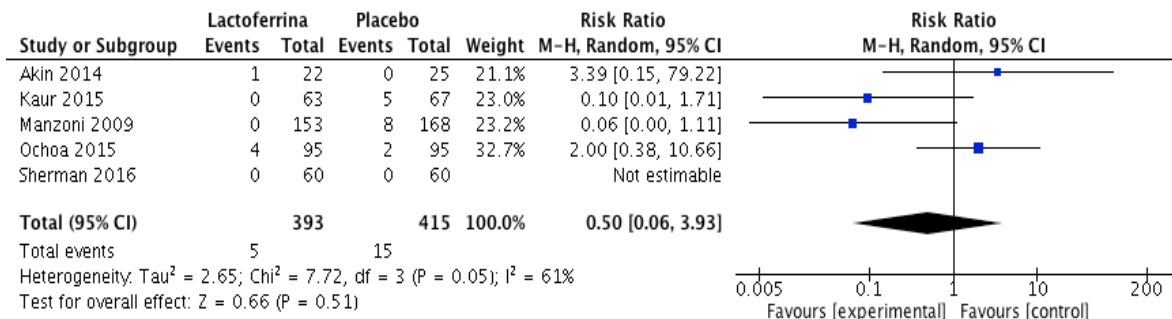 Lactoferrina Placebo Risk Ratio Risk Ratio
Study or Subgroup Events Total Events Total Weight M-H, Random, 95% CI M-H, Random, 95% CI
Akin 2014 1 22 0 25 21.1% 3.39 [0.15, 79.22]
Kaur 2015 0 63 5 67 23.0% 0.10 [0.01, 1.71]
Manzoni 2009 0 153 8 168 23.2% 0.06 [0.00, 1.11]
Ochoa 2015 4 95 2 95 32.7% 2.00 [0.38, 10.66]
Sherman 2016 0 60 0 60 Not estimable
Total (95% CI) 393 415 100.0% 0.50 [0.06, 3.93]
Total events 5 15
Heterogeneity: Tau² = 2.65; Chi² = 7.72, df = 3 (P = 0.05); I² = 61%
Test for overall effect: Z = 0.66 (P = 0.51)
0.005 0.1 1 10 200
Favours [experimental] Favours [control]